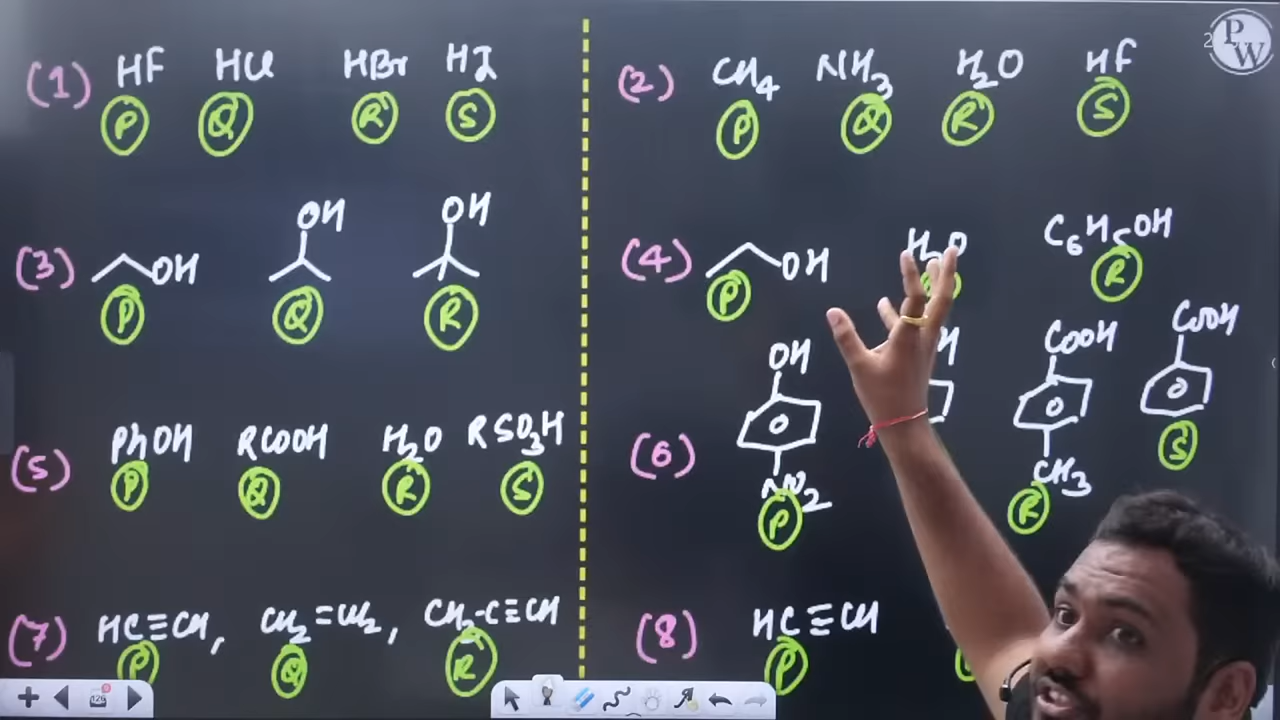 PW
2
(1) HF HCl HBr HI
P Q R S
(2) CH4 NH3 H2O HF
P Q R S
(3) OH OH OH
P Q R
(4) OH H2O C6H5OH
P R
(5) PhOH RCOOH H2O RSO3H
P Q R S
(6) OH H COOH COOH
NO2 CH3
P R S
(7) HC≡CH, CH2=CH2, CH3-C≡CH
P Q R
(8) HC≡CH
P
126